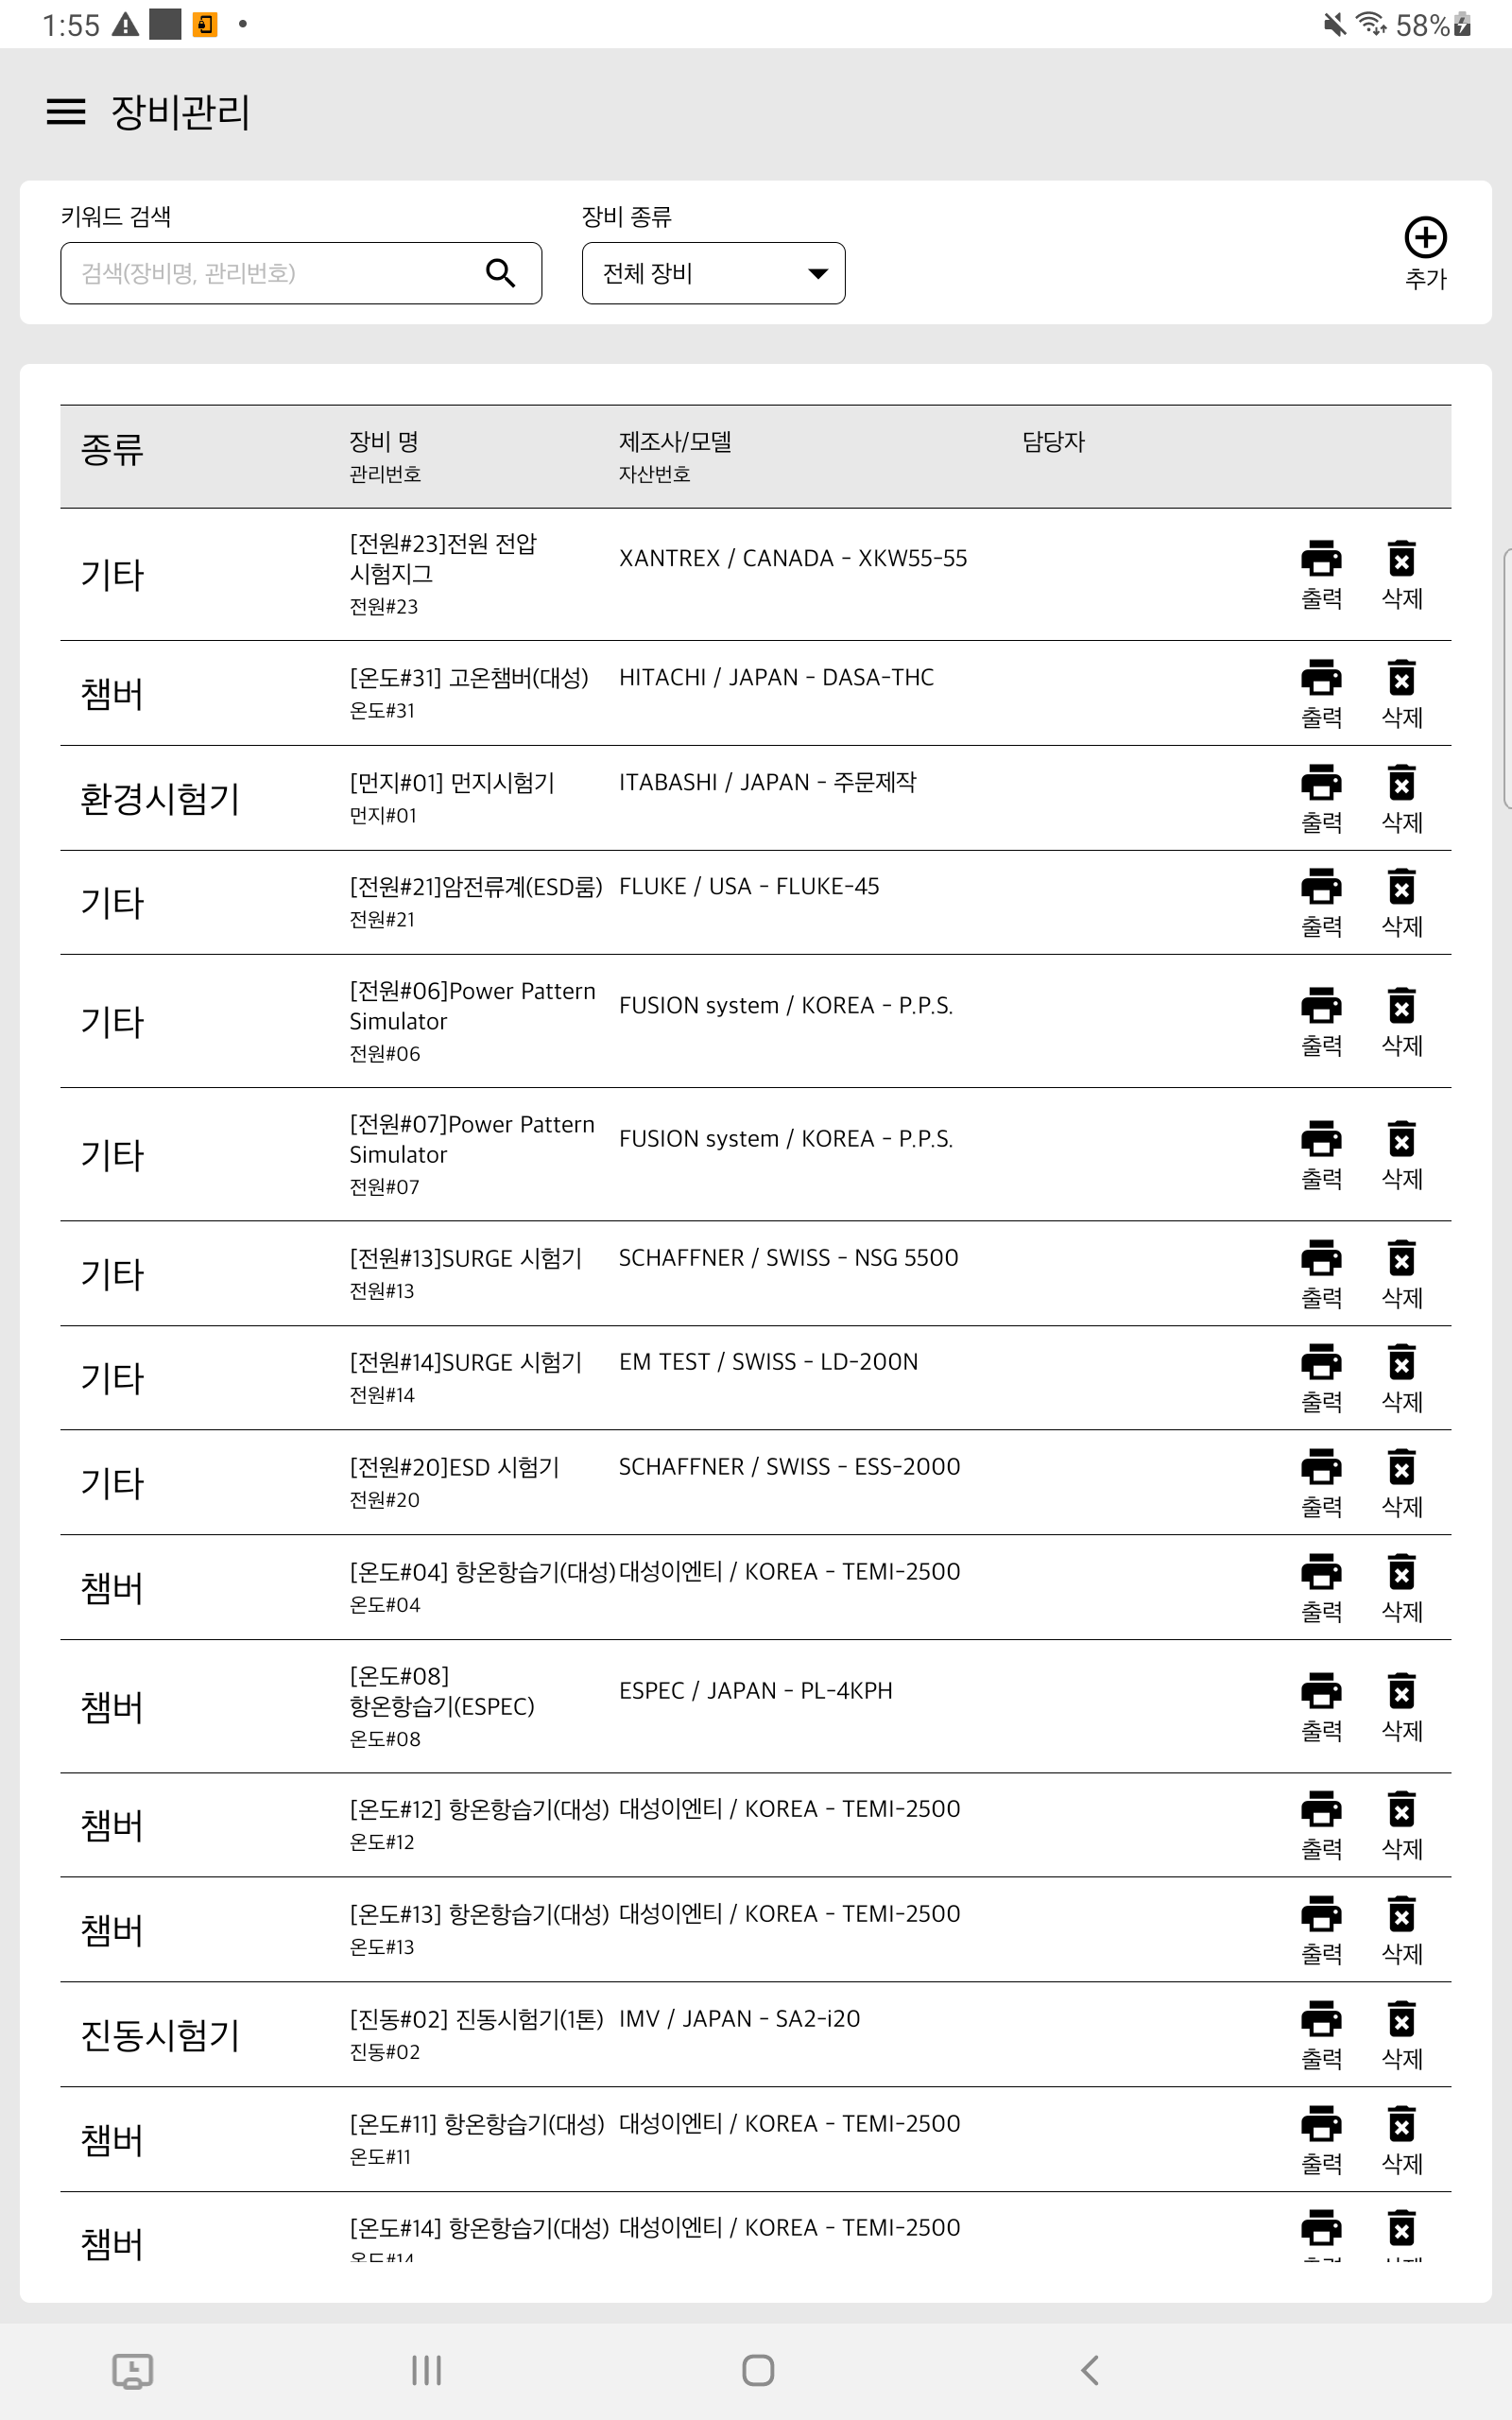 1:55
58%
장비관리
키워드 검색
장비 종류
검색(장비명, 관리번호)
전체 장비
추가
종류
장비 명
관리번호
제조사/모델
자산번호
담당자
기타
[전원#23]전원 전압
시험지그
전원#23
XANTREX / CANADA - XKW55-55
출력
삭제
챔버
[온도#31] 고온챔버(대성)
온도#31
HITACHI / JAPAN - DASA-THC
출력
삭제
환경시험기
[먼지#01] 먼지시험기
먼지#01
ITABASHI / JAPAN - 주문제작
출력
삭제
기타
[전원#21]암전류계(ESD룸)
전원#21
FLUKE / USA - FLUKE-45
출력
삭제
기타
[전원#06]Power Pattern
Simulator
전원#06
FUSION system / KOREA - P.P.S.
출력
삭제
기타
[전원#07]Power Pattern
Simulator
전원#07
FUSION system / KOREA - P.P.S.
출력
삭제
기타
[전원#13]SURGE 시험기
전원#13
SCHAFFNER / SWISS - NSG 5500
출력
삭제
기타
[전원#14]SURGE 시험기
전원#14
EM TEST / SWISS - LD-200N
출력
삭제
기타
[전원#20]ESD 시험기
전원#20
SCHAFFNER / SWISS - ESS-2000
출력
삭제
챔버
[온도#04] 항온항습기(대성)
온도#04
대성이엔티 / KOREA - TEMI-2500
출력
삭제
챔버
[온도#08]
항온항습기(ESPEC)
온도#08
ESPEC / JAPAN - PL-4KPH
출력
삭제
챔버
[온도#12] 항온항습기(대성)
온도#12
대성이엔티 / KOREA - TEMI-2500
출력
삭제
챔버
[온도#13] 항온항습기(대성)
온도#13
대성이엔티 / KOREA - TEMI-2500
출력
삭제
진동시험기
[진동#02] 진동시험기(1톤)
진동#02
IMV / JAPAN - SA2-i20
출력
삭제
챔버
[온도#11] 항온항습기(대성)
온도#11
대성이엔티 / KOREA - TEMI-2500
출력
삭제
챔버
[온도#14] 항온항습기(대성)
온도#14
대성이엔티 / KOREA - TEMI-2500